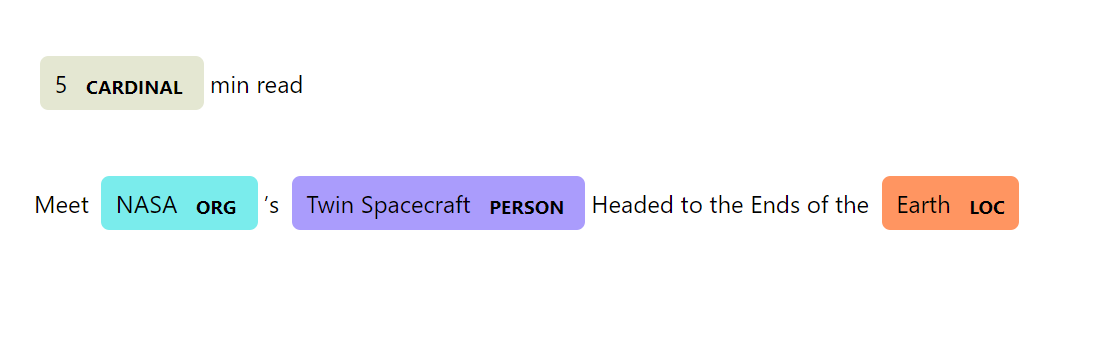 5 CARDINAL min read
Meet NASA ORG 's Twin Spacecraft PERSON Headed to the Ends of the Earth LOC